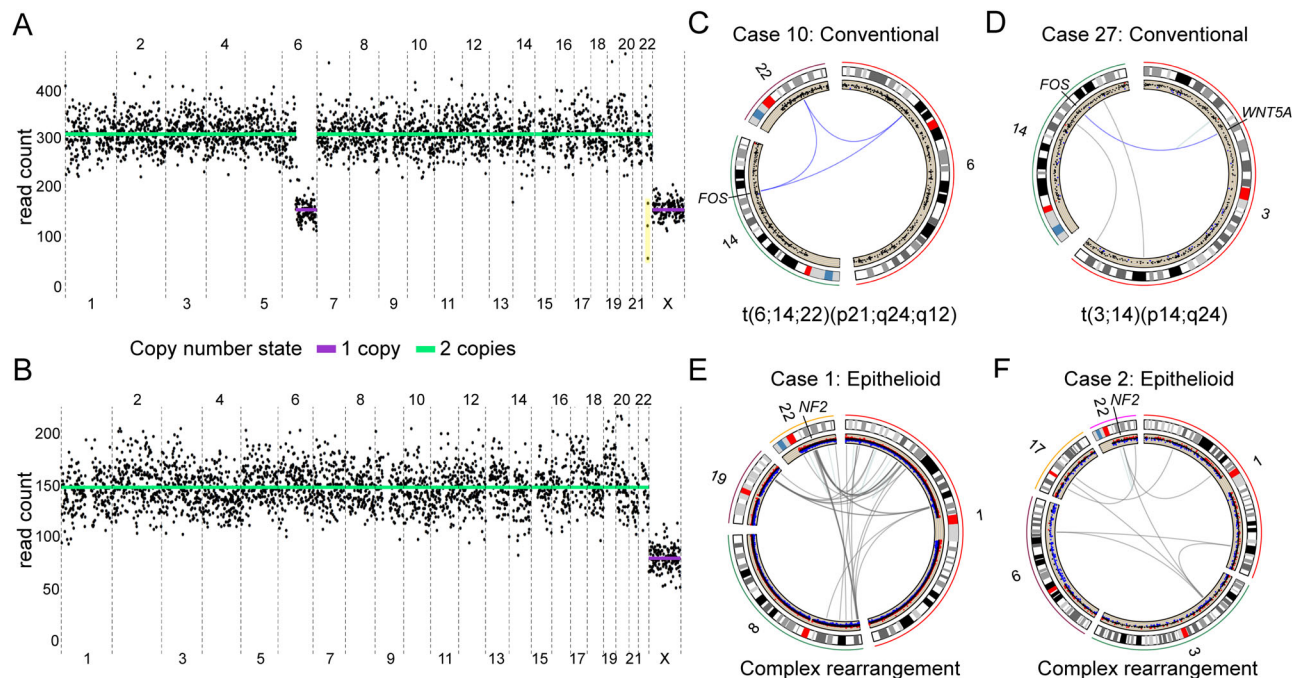 A
2 4 6 8 10 12 14 16 18 20 22
400
300
200
100
0
read count
1 3 5 7 9 11 13 15 17 19 21 X
Copy number state 1 copy 2 copies
B
2 4 6 8 10 12 14 16 18 20 22
200
150
100
50
0
read count
1 3 5 7 9 11 13 15 17 19 21 X
C
Case 10: Conventional
22
6
FOS
14
t(6;14;22)(p21;q24;q12)
D
Case 27: Conventional
FOS
WNT5A
14
3
t(3;14)(p14;q24)
E
Case 1: Epithelioid
22 NF2
19
1
8
Complex rearrangement
F
Case 2: Epithelioid
22 NF2
17
1
6
3
Complex rearrangement